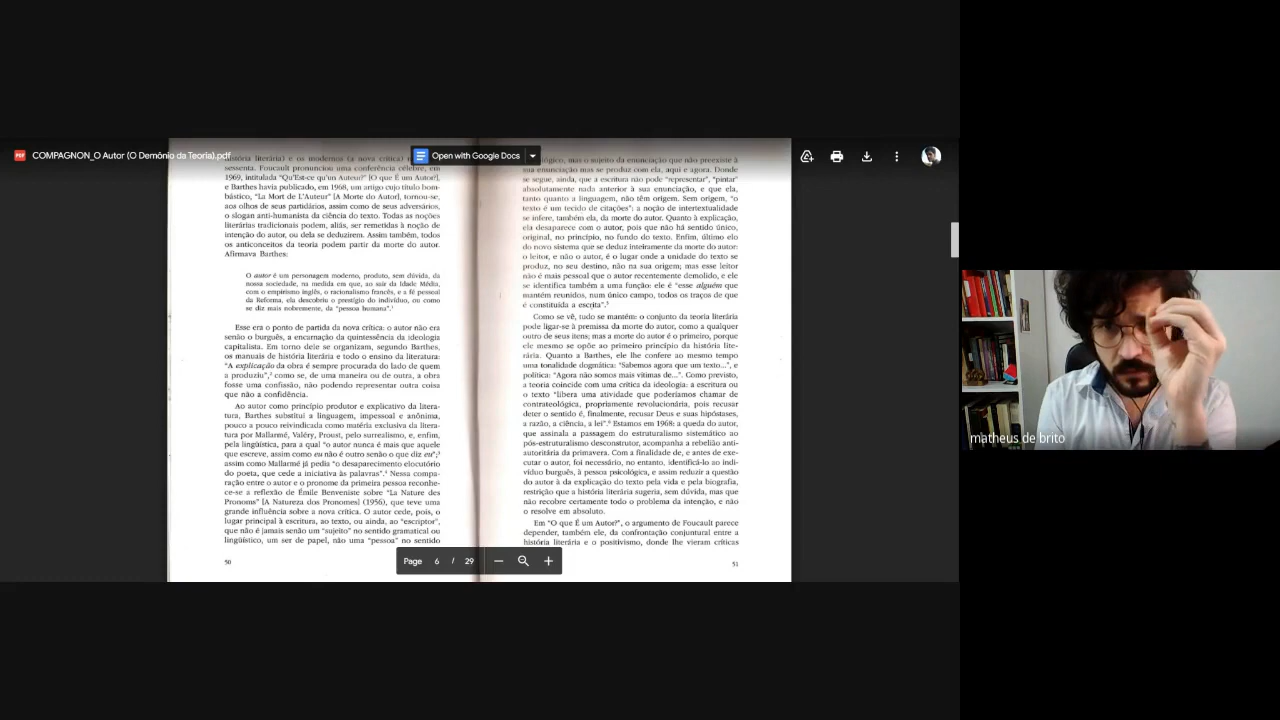 COMPAGNON_O Autor (O Demônio da Teoria).pdf
Open with Google Docs
história literária) e os modernos (a nova crítica)
sessenta. Foucault pronunciou uma conferência célebre, em
1969, intitulada “Qu'Est-ce qu'un Auteur?” [O que É um Autor?],
e Barthes havia publicado, em 1968, um artigo cujo título bom-
bástico, “La Mort de L'Auteur” [A Morte do Autor], tornou-se,
aos olhos de seus partidários, assim como de seus adversários,
o slogan anti-humanista da ciência do texto. Todas as noções
literárias tradicionais podem, aliás, ser remetidas à noção de
intenção do autor, ou dela se deduzirem. Assim também, todos
os anticonceitos da teoria podem partir da morte do autor.
Afirmava Barthes:
O autor é um personagem moderno, produto, sem dúvida, da
nossa sociedade, na medida em que, ao sair da Idade Média,
com o empirismo inglês, o racionalismo francês, e a fé pessoal
da Reforma, ela descobriu o prestígio do indivíduo, ou como
se diz mais nobremente, da “pessoa humana”.¹
Esse era o ponto de partida da nova crítica: o autor não era
senão o burguês, a encarnação da quintessência da ideologia
capitalista. Em torno dele se organizam, segundo Barthes,
os manuais de história literária e todo o ensino da literatura:
“A explicação da obra é sempre procurada do lado de quem
a produziu”,² como se, de uma maneira ou de outra, a obra
fosse uma confissão, não podendo representar outra coisa
que não a confidência.
Ao autor como princípio produtor e explicativo da litera-
tura, Barthes substitui a linguagem, impessoal e anônima,
pouco a pouco reivindicada como matéria exclusiva da litera-
tura por Mallarmé, Valéry, Proust, pelo surrealismo, e, enfim,
pela lingüística, para a qual “o autor nunca é mais que aquele
que escreve, assim como eu não é outro senão o que diz eu”;³
assim como Mallarmé já pedia “o desaparecimento elocutório
do poeta, que cede a iniciativa às palavras”.⁴ Nessa compa-
ração entre o autor e o pronome da primeira pessoa reconhe-
ce-se a reflexão de Émile Benveniste sobre “La Nature des
Pronoms” [A Natureza dos Pronomes] (1956), que teve uma
grande influência sobre a nova crítica. O autor cede, pois, o
lugar principal à escritura, ao texto, ou ainda, ao “escriptor”,
que não é jamais senão um “sujeito” no sentido gramatical ou
lingüístico, um ser de papel, não uma “pessoa” no sentido
50
mas o sujeito da enunciação que não preexiste à
sua enunciação mas se produz com ela, aqui e agora. Donde
se segue, ainda, que a escritura não pode “representar”, “pintar”
absolutamente nada anterior à sua enunciação, e que ela,
tanto quanto a linguagem, não têm origem. Sem origem, “o
texto é um tecido de citações”: a noção de intertextualidade
se infere, também ela, da morte do autor. Quanto à explicação,
ela desaparece com o autor, pois que não há sentido único,
original, no princípio, no fundo do texto. Enfim, último elo
do novo sistema que se deduz inteiramente da morte do autor:
o leitor, e não o autor, é o lugar onde a unidade do texto se
produz, no seu destino, não na sua origem; mas esse leitor
não é mais pessoal que o autor recentemente demolido, e ele
se identifica também a uma função: ele é “esse alguém que
mantém reunidos, num único campo, todos os traços de que
é constituída a escrita”.⁵
Como se vê, tudo se mantém: o conjunto da teoria literária
pode ligar-se à premissa da morte do autor, como a qualquer
outro de seus itens; mas a morte do autor é o primeiro, porque
ele mesmo se opõe ao primeiro princípio da história lite-
rária. Quanto a Barthes, ele lhe confere ao mesmo tempo
uma tonalidade dogmática: “Sabemos agora que um texto...”, e
política: “Agora não somos mais vítimas de...”. Como previsto,
a teoria coincide com uma crítica da ideologia: a escritura ou
o texto “libera uma atividade que poderíamos chamar de
contrateológica, propriamente revolucionária, pois recusar
deter o sentido é, finalmente, recusar Deus e suas hipóstases,
a razão, a ciência, a lei”.⁶ Estamos em 1968: a queda do autor,
que assinala a passagem do estruturalismo sistemático ao
pós-estruturalismo desconstrutor, acompanha a rebelião anti-
autoritária da primavera. Com a finalidade de, e antes de exe-
cutar o autor, foi necessário, no entanto, identificá-lo ao indi-
víduo burguês, à pessoa psicológica, e assim reduzir a questão
do autor à da explicação do texto pela vida e pela biografia,
restrição que a história literária sugeria, sem dúvida, mas que
não recobre certamente todo o problema da intenção, e não
o resolve em absoluto.
Em “O que É um Autor?”, o argumento de Foucault parece
depender, também ele, da confrontação conjuntural entre a
história literária e o positivismo, donde lhe vieram críticas
51
Page 6 / 29
matheus de brito